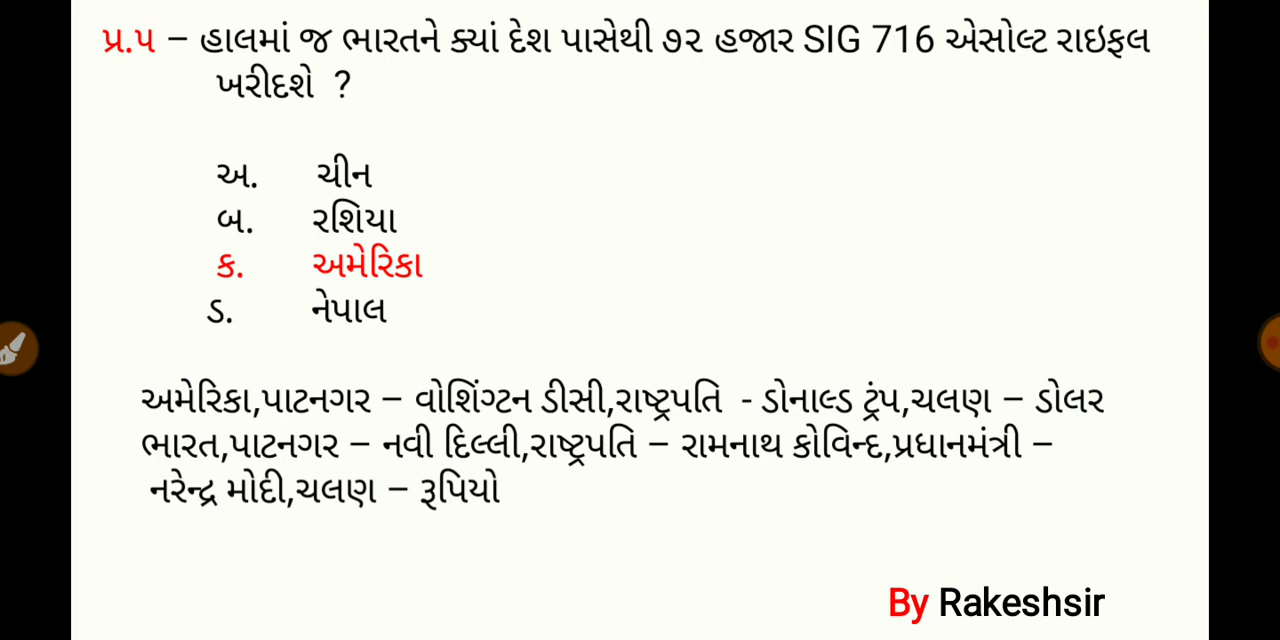 પ્ર.૫ – હાલમાં જ ભારતને ક્યાં દેશ પાસેથી ૭૨ હજાર SIG 716 એસોલ્ટ રાઇફલ
ખરીદશે ?
અ. ચીન
બ. રશિયા
ક. અમેરિકા
ડ. નેપાલ
અમેરિકા,પાટનગર – વોશિંગ્ટન ડીસી,રાષ્ટ્રપતિ - ડોનાલ્ડ ટ્રંપ,ચલણ – ડોલર
ભારત,પાટનગર – નવી દિલ્લી,રાષ્ટ્રપતિ – રામનાથ કોવિન્દ,પ્રધાનમંત્રી –
નરેન્દ્ર મોદી,ચલણ – રૂપિયો
By Rakeshsir